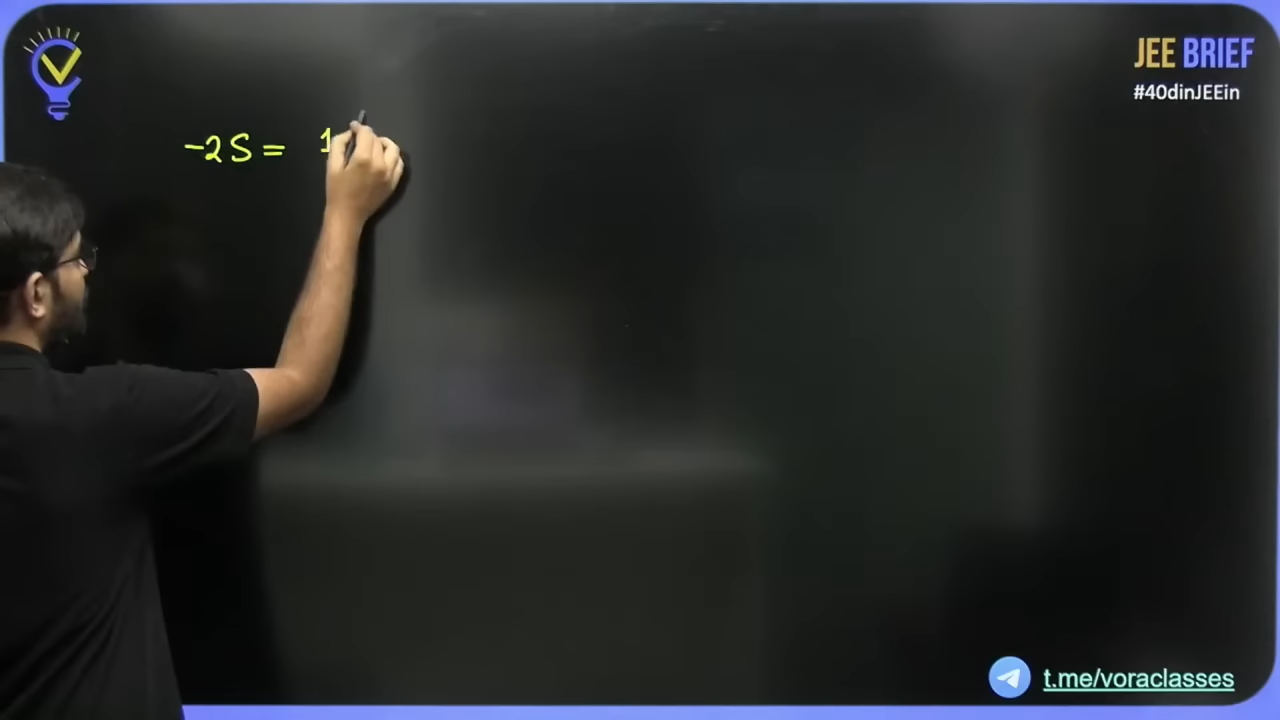 JEE BRIEF
#40dinJEEin
-2S = 1
t.me/voraclasses